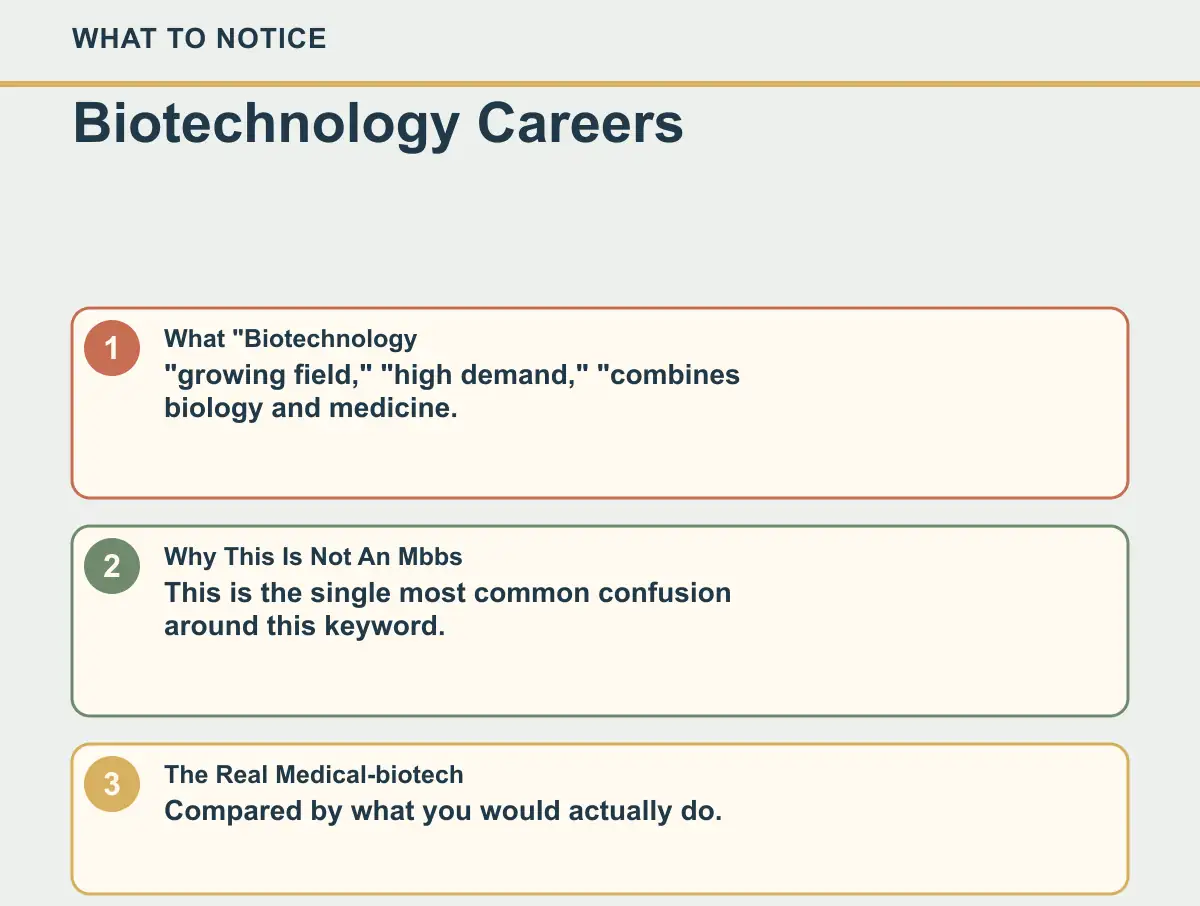 WHAT TO NOTICE
Biotechnology Careers
1
What "Biotechnology
"growing field," "high demand," "combines
biology and medicine.
2
Why This Is Not An Mbbs
This is the single most common confusion
around this keyword.
3
The Real Medical-biotech
Compared by what you would actually do.